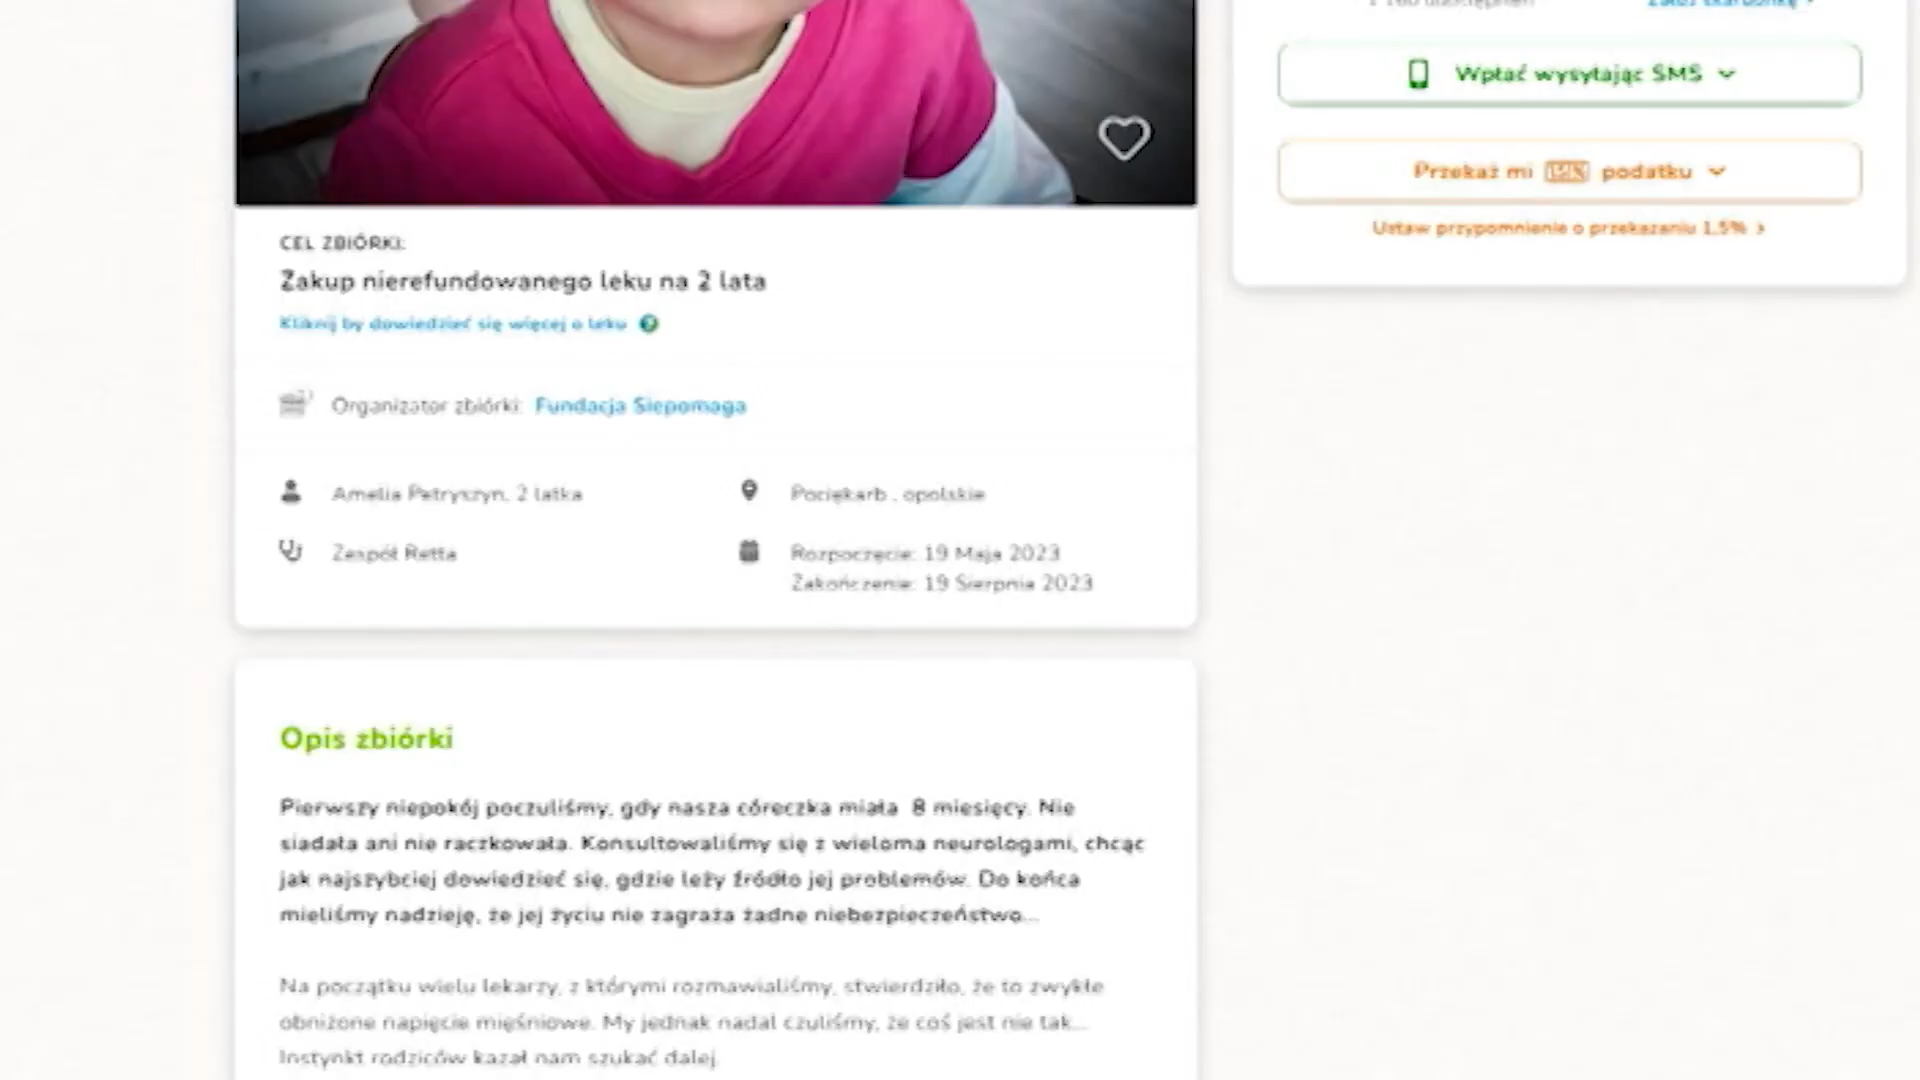 Wpłać wysyłając SMS
Przekaż mi 1,5% podatku
Ustaw przypomnienie o przekazaniu 1,5% ›
CEL ZBIÓRKI:
Zakup nierefundowanego leku na 2 lata
Kliknij by dowiedzieć się więcej o leku
Organizator zbiórki: Fundacja Siepomaga
Amelia Petryszyn, 2 latka
opolskie
Zespół Retta
Rozpoczęcie: 19 Maja 2023
Zakończenie: 19 Sierpnia 2023
Opis zbiórki
Pierwszy niepokój poczuliśmy, gdy nasza córeczka miała 8 miesięcy. Nie
siadała ani nie raczkowała. Konsultowaliśmy się z wieloma neurologami, chcąc
jak najszybciej dowiedzieć się, gdzie leży źródło jej problemów. Do końca
mieliśmy nadzieję, że jej życiu nie zagraża żadne niebezpieczeństwo...
Na początku wielu lekarzy, z którymi rozmawialiśmy, stwierdziło, że to zwykłe
obniżone napięcie mięśniowe. My jednak nadal czuliśmy, że coś jest nie tak...
Instynkt rodziców kazał nam szukać dalej.